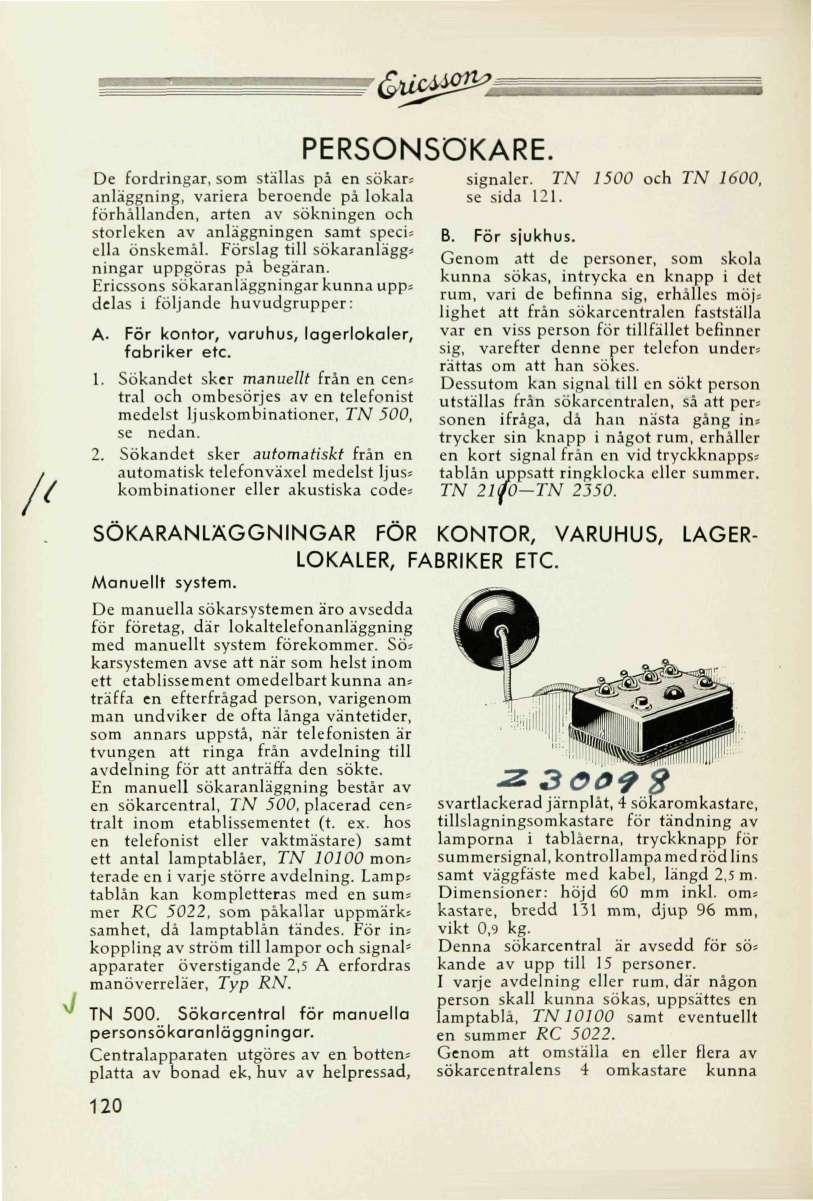 Ericsson
PERSONSÖKARE.
De fordringar, som ställas på en sökar=
anläggning, variera beroende på lokala
förhållanden, arten av sökningen och
storleken av anläggningen samt speci=
ella önskemål. Förslag till sökaranlägg=
ningar uppgöras på begäran.
Ericssons sökaranläggningar kunna upp=
delas i följande huvudgrupper:
A. För kontor, varuhus, lagerlokaler,
fabriker etc.
1. Sökandet sker manuellt från en cen=
tral och ombesörjes av en telefonist
medelst ljuskombinationer, TN 500,
se nedan.
2. Sökandet sker automatiskt från en
automatisk telefonväxel medelst ljus=
kombinationer eller akustiska code=
signaler. TN 1500 och TN 1600,
se sida 121.
B. För sjukhus.
Genom att de personer, som skola
kunna sökas, intrycka en knapp i det
rum, vari de befinna sig, erhålles möj=
lighet att från sökarcentralen fastställa
var en viss person för tillfället befinner
sig, varefter denne per telefon under=
rättas om att han sökes.
Dessutom kan signal till en sökt person
utställas från sökarcentralen, så att per=
sonen ifråga, då han nästa gång in=
trycker sin knapp i något rum, erhåller
en kort signal från en vid tryckknapps=
tablån uppsatt ringklocka eller summer.
TN 2100—TN 2350.
SÖKARANLÄGGNINGAR FÖR KONTOR, VARUHUS, LAGER-
LOKALER, FABRIKER ETC.
Manuellt system.
De manuella sökarsystemen äro avsedda
för företag, där lokaltelefonanläggning
med manuellt system förekommer. Sö=
karsystemen avse att när som helst inom
ett etablissement omedelbart kunna an=
träffa en efterfrågad person, varigenom
man undviker de ofta långa väntetider,
som annars uppstå, när telefonisten är
tvungen att ringa från avdelning till
avdelning för att anträffa den sökte.
En manuell sökaranläggning består av
en sökarcentral, TN 500, placerad cen=
tralt inom etablissementet (t. ex. hos
en telefonist eller vaktmästare) samt
ett antal lamptablåer, TN 10100 mon=
terade en i varje större avdelning. Lamp=
tablån kan kompletteras med en sum=
mer RC 5022, som påkallar uppmärk=
samhet, då lamptablån tändes. För in=
koppling av ström till lampor och signal=
apparater överstigande 2,5 A erfordras
manöverreläer, Typ RN.
TN 500. Sökarcentral för manuella
personsökaranläggningar.
Centralapparaten utgöres av en botten=
platta av bonad ek, huv av helpressad,
Z 30098
svartlackerad järnplåt, 4 sökaromkastare,
tillslagningsomkastare för tändning av
lamporna i tablåerna, tryckknapp för
summersignal, kontrollampa med röd lins
samt väggfäste med kabel, längd 2,5 m.
Dimensioner: höjd 60 mm inkl. om=
kastare, bredd 131 mm, djup 96 mm,
vikt 0,9 kg.
Denna sökarcentral är avsedd för sö=
kande av upp till 15 personer.
I varje avdelning eller rum, där någon
person skall kunna sökas, uppsättes en
lamptablå, TN 10100 samt eventuellt
en summer RC 5022.
Genom att omställa en eller flera av
sökarcentralens 4 omkastare kunna
120